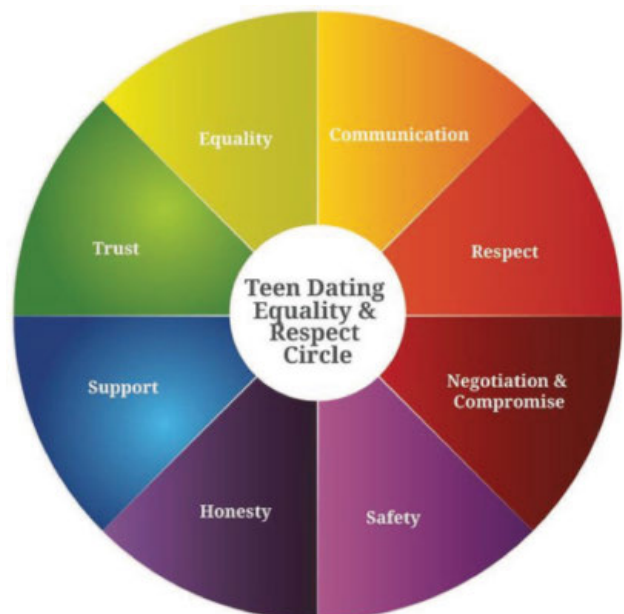 Equality
Communication
Trust
Respect
Teen Dating
Equality &
Respect
Circle
Support
Negotiation &
Compromise
Honesty
Safety